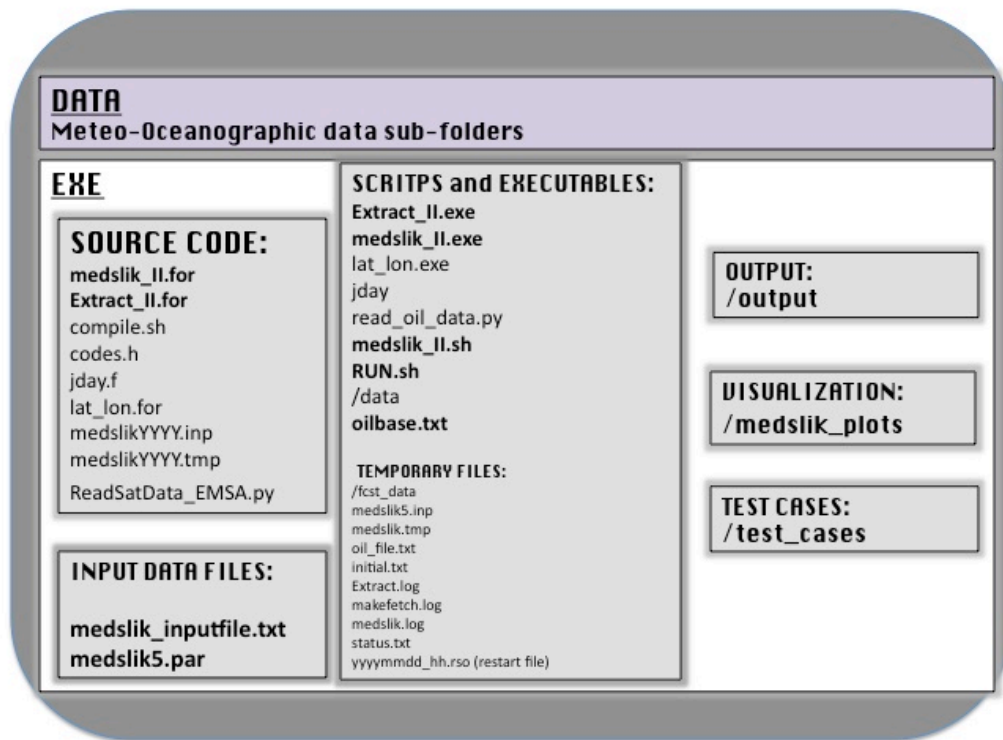 DATA
Meteo-Oceanographic data sub-folders
EXE
SOURCE CODE:
medslik_II.for
Extract_II.for
compile.sh
codes.h
jday.f
lat_lon.for
medslikYYYY.inp
medslikYYYY.tmp
ReadSatData_EMSA.py
INPUT DATA FILES:
medslik_inputfile.txt
medslik5.par
SCRITPS and EXECUTABLES:
Extract_II.exe
medslik_II.exe
lat_lon.exe
jday
read_oil_data.py
medslik_II.sh
RUN.sh
/data
oilbase.txt
TEMPORARY FILES:
/fcst_data
medslik5.inp
medslik.tmp
oil_file.txt
initial.txt
Extract.log
makefetch.log
medslik.log
status.txt
yyyymmdd_hh.rso (restart file)
OUTPUT:
/output
VISUALIZATION:
/medslik_plots
TEST CASES:
/test_cases